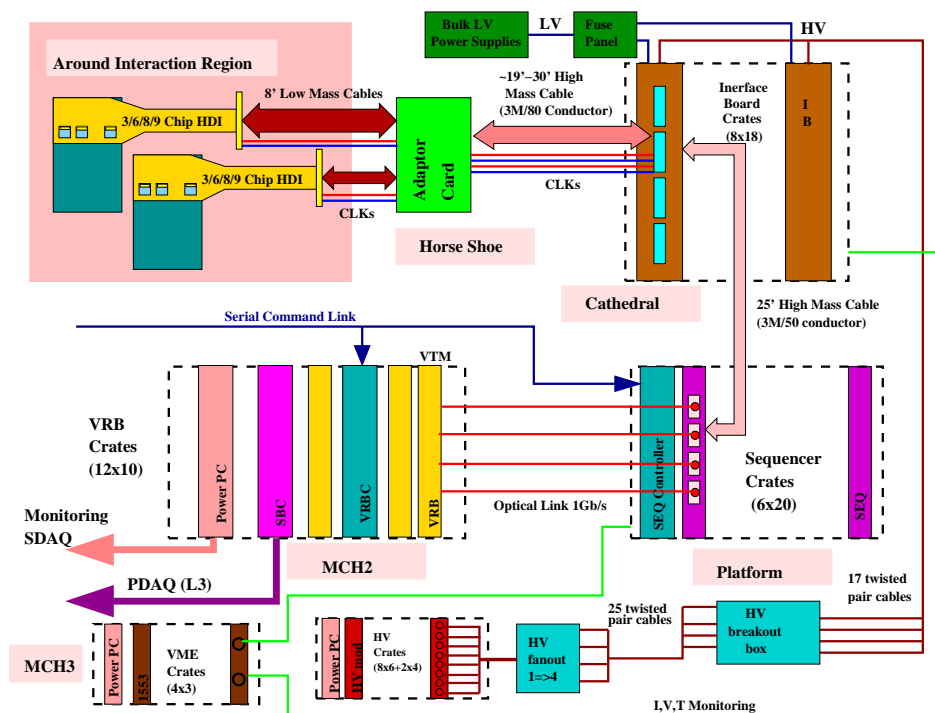 Bulk LV
Power Supplies
LV
Fuse
Panel
HV
Around Interaction Region
3/6/8/9 Chip HDI
3/6/8/9 Chip HDI
8' Low Mass Cables
CLKs
Adaptor
Card
~19'-30' High
Mass Cable
(3M/80 Conductor)
CLKs
Inerface
Board
Crates
(8x18)
I
B
Horse Shoe
Cathedral
25' High Mass Cable
(3M/50 conductor)
Serial Command Link
VTM
VRB
Crates
(12x10)
Power PC
SBC
VRBC
VRB
Optical Link 1Gb/s
SEQ Controller
Sequencer
Crates
(6x20)
SEQ
Monitoring
SDAQ
MCH2
Platform
PDAQ (L3)
17 twisted
pair cables
25 twisted
pair cables
MCH3
Power PC
1553
VME
Crates
(4x3)
Power PC
HV mod
HV
Crates
(8x6+2x4)
HV
fanout
1=>4
HV
breakout
box
I,V,T Monitoring